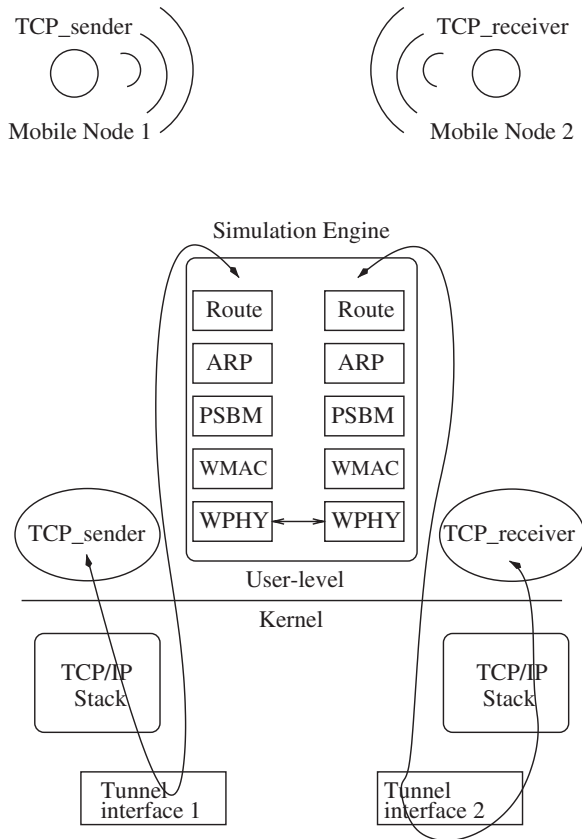 TCP_sender
TCP_receiver
Mobile Node 1
Mobile Node 2
Simulation Engine
Route
Route
ARP
ARP
PSBM
PSBM
WMAC
WMAC
WPHY
WPHY
TCP_sender
TCP_receiver
User-level
Kernel
TCP/IP
Stack
TCP/IP
Stack
Tunnel
interface 1
Tunnel
interface 2